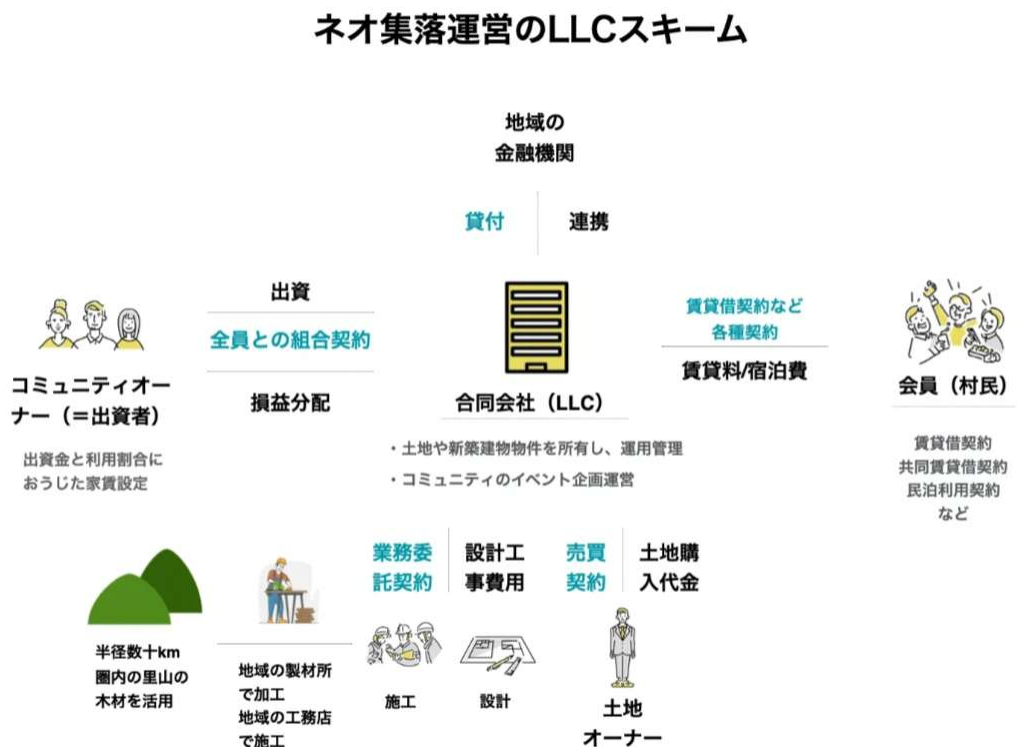 ネオ集落運営のLLCスキーム
地域の
金融機関
貸付
連携
出資
全員との組合契約
損益分配
コミュニティオー
ナー（＝出資者）
出資金と利用割合に
おうじた家賃設定
合同会社（LLC）
・土地や新築建物物件を所有し、運用管理
・コミュニティのイベント企画運営
賃貸借契約など
各種契約
賃貸料/宿泊費
会員（村民）
賃貸借契約
共同賃貸借契約
民泊利用契約
など
業務委
託契約
設計工
事費用
売買
契約
土地購
入代金
半径数十km
圏内の里山の
木材を活用
地域の製材所
で加工
地域の工務店
で施工
施工
設計
土地
オーナー